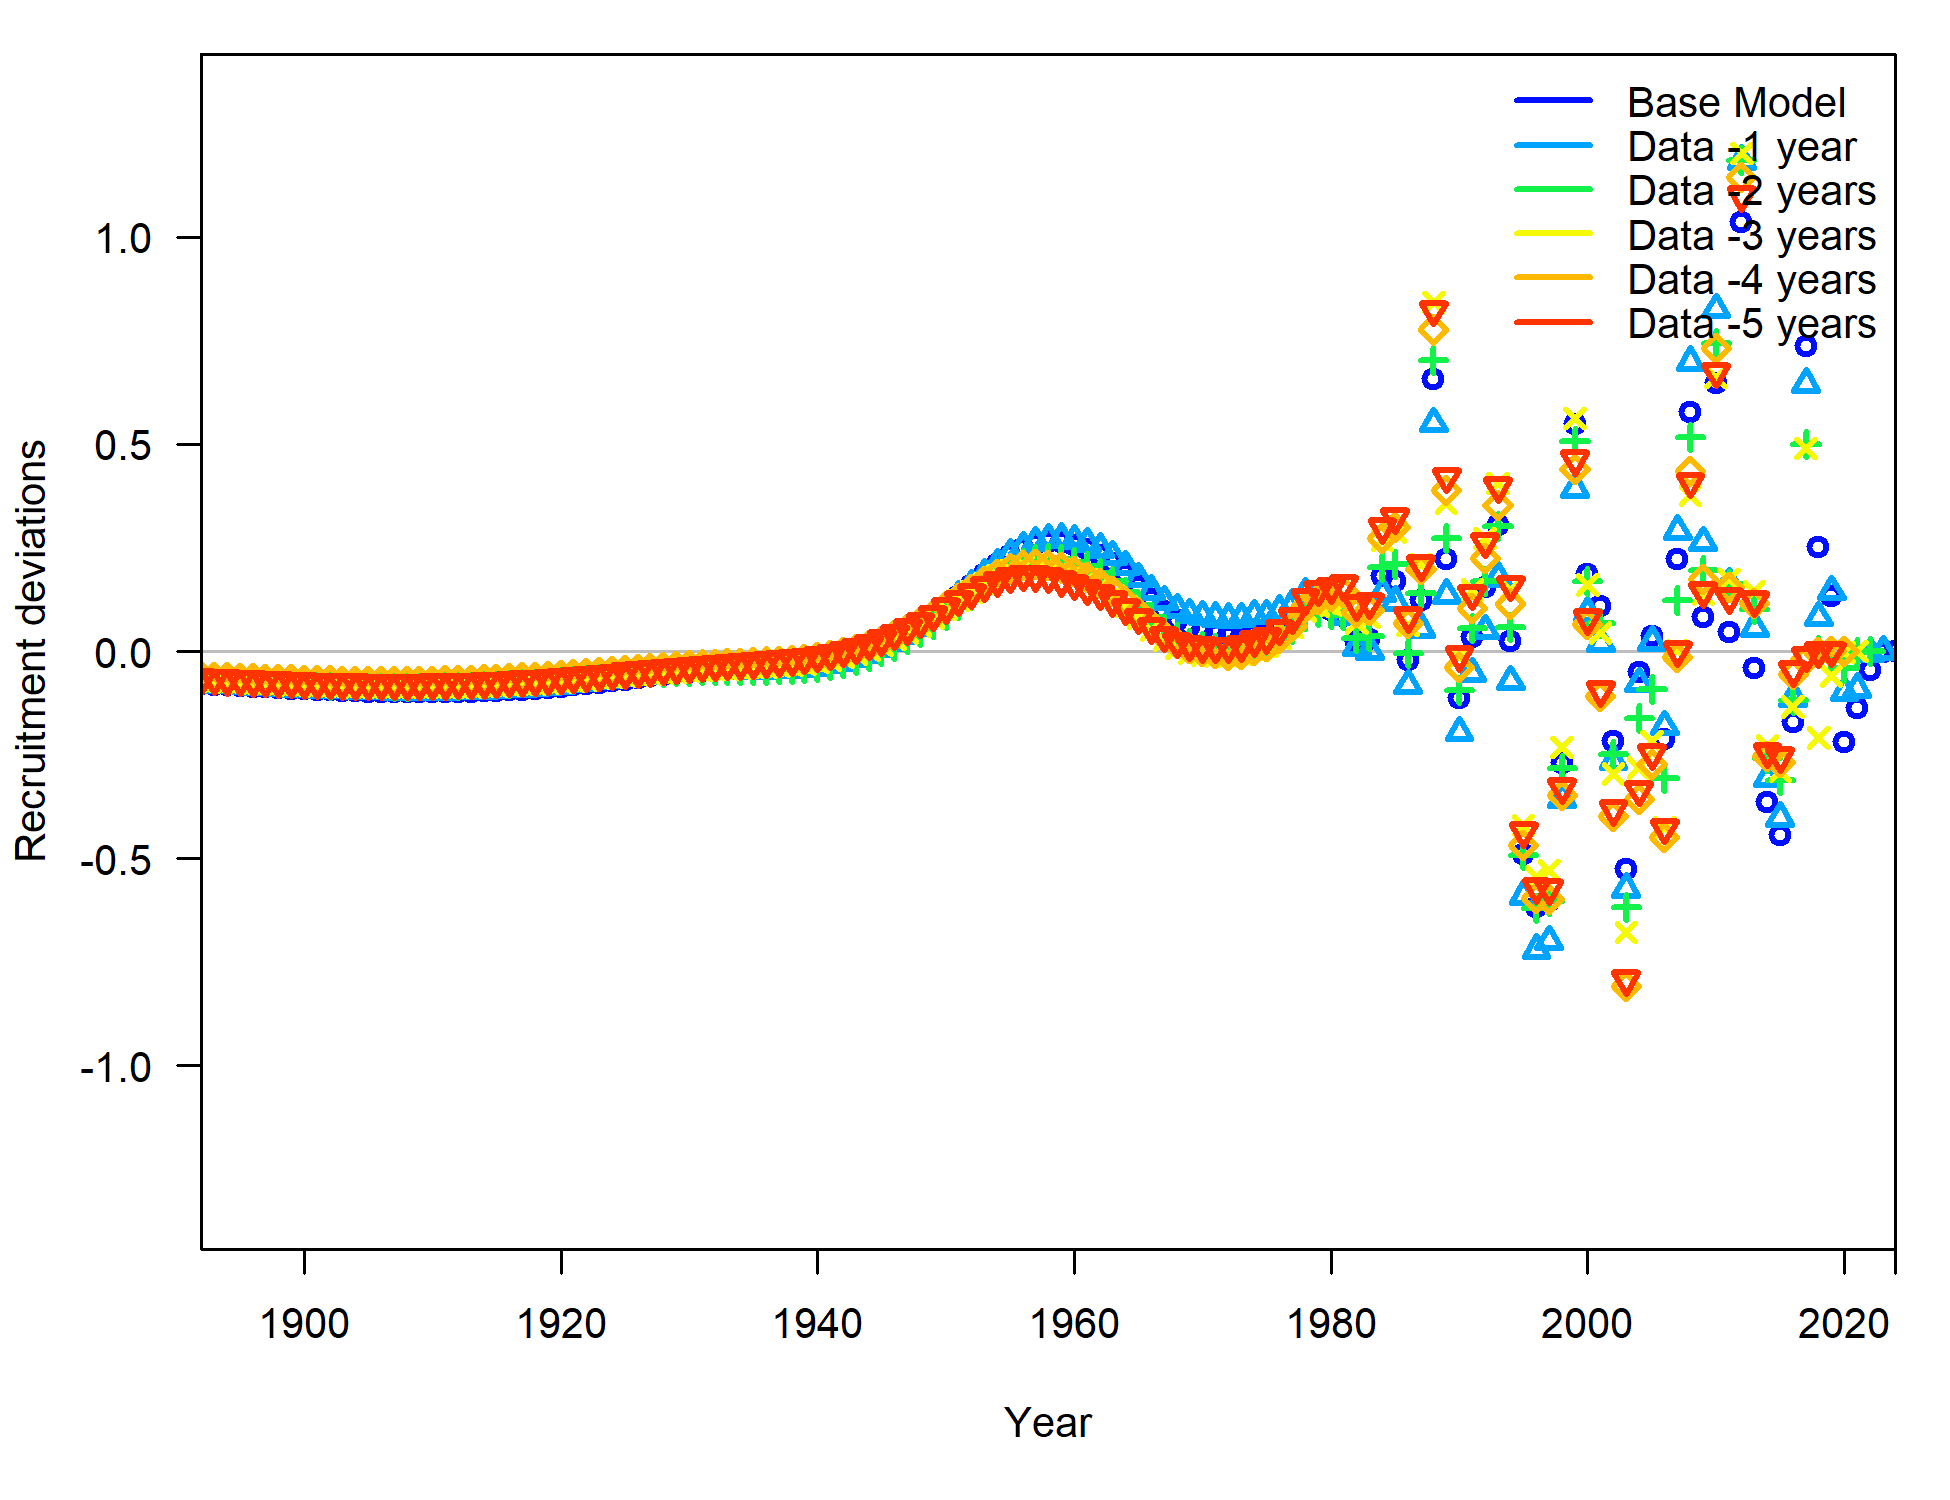 Base Model
Data -1 year
Data -2 years
Data -3 years
Data -4 years
Data -5 years
Recruitment deviations
1.0
0.5
0.0
-0.5
-1.0
1900 1920 1940 1960 1980 2000 2020
Year